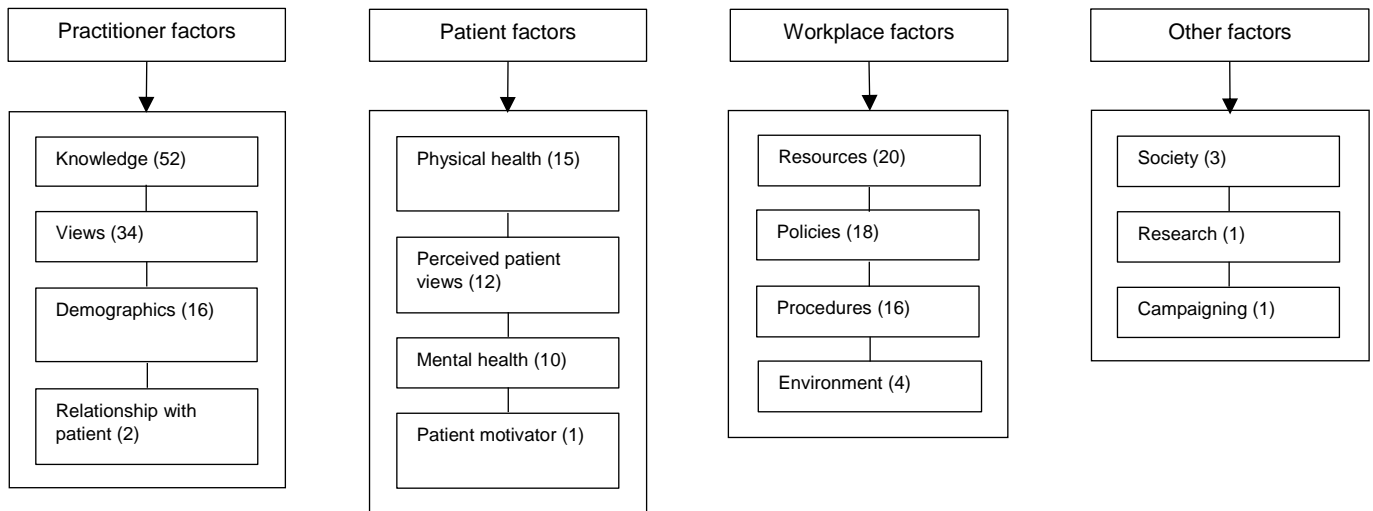 Practitioner factors
Knowledge (52)
Views (34)
Demographics (16)
Relationship with
patient (2)
Patient factors
Physical health (15)
Perceived patient
views (12)
Mental health (10)
Patient motivator (1)
Workplace factors
Resources (20)
Policies (18)
Procedures (16)
Environment (4)
Other factors
Society (3)
Research (1)
Campaigning (1)